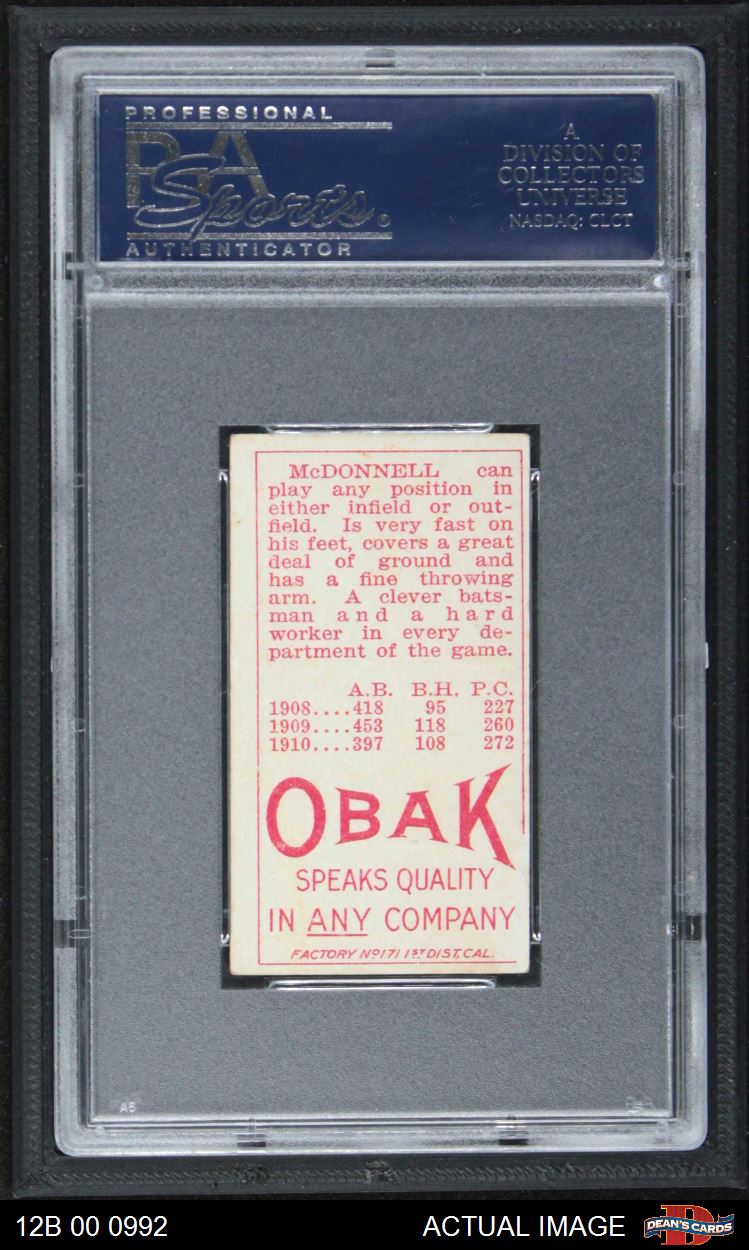 PROFESSIONAL
PSA
Sports
AUTHENTICATOR
A
DIVISION OF
COLLECTORS
UNIVERSE
NASDAQ: CLCT
McDONNELL can
play any position in
either infield or out-
field. Is very fast on
his feet, covers a great
deal of ground and
has a fine throwing
arm. A clever bats-
man and a hard
worker in every de-
partment of the game.
A.B. B.H. P.C.
1908....418 95 227
1909....453 118 260
1910....397 108 272
OBAK
SPEAKS QUALITY
IN ANY COMPANY
FACTORY Nº171 1ST DIST, CAL.
12B 00 0992
ACTUAL IMAGE
DEAN'S CARDS